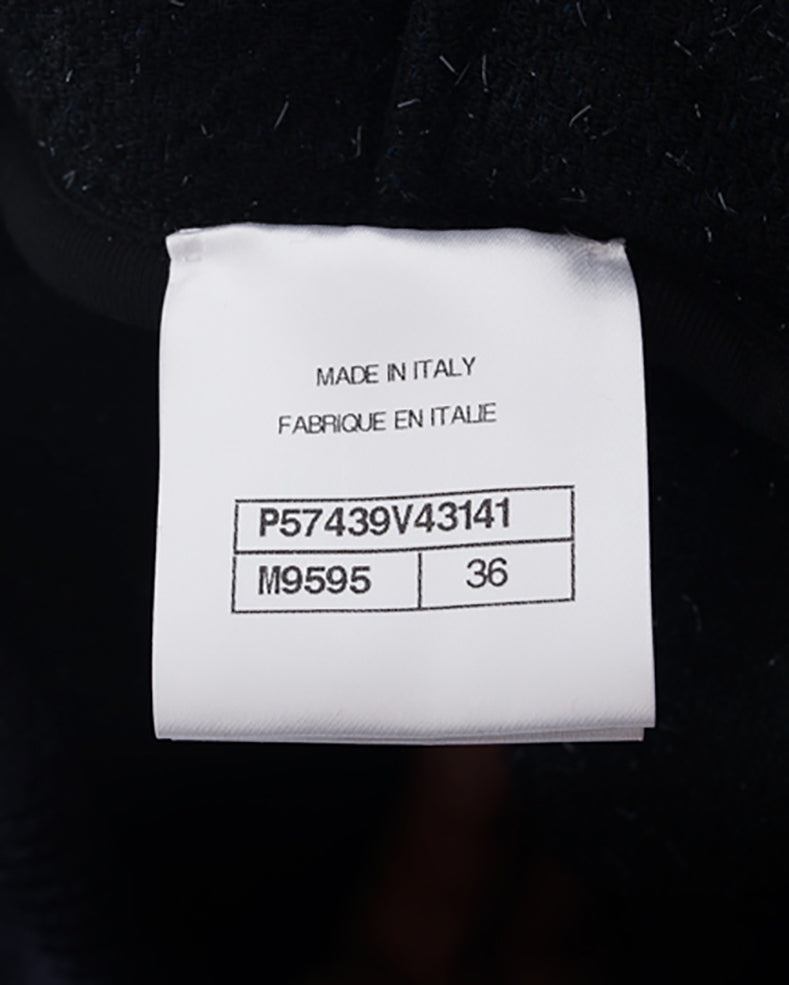 MADE IN ITALY
FABRIQUE EN ITALIE
P57439V43141
M9595 36